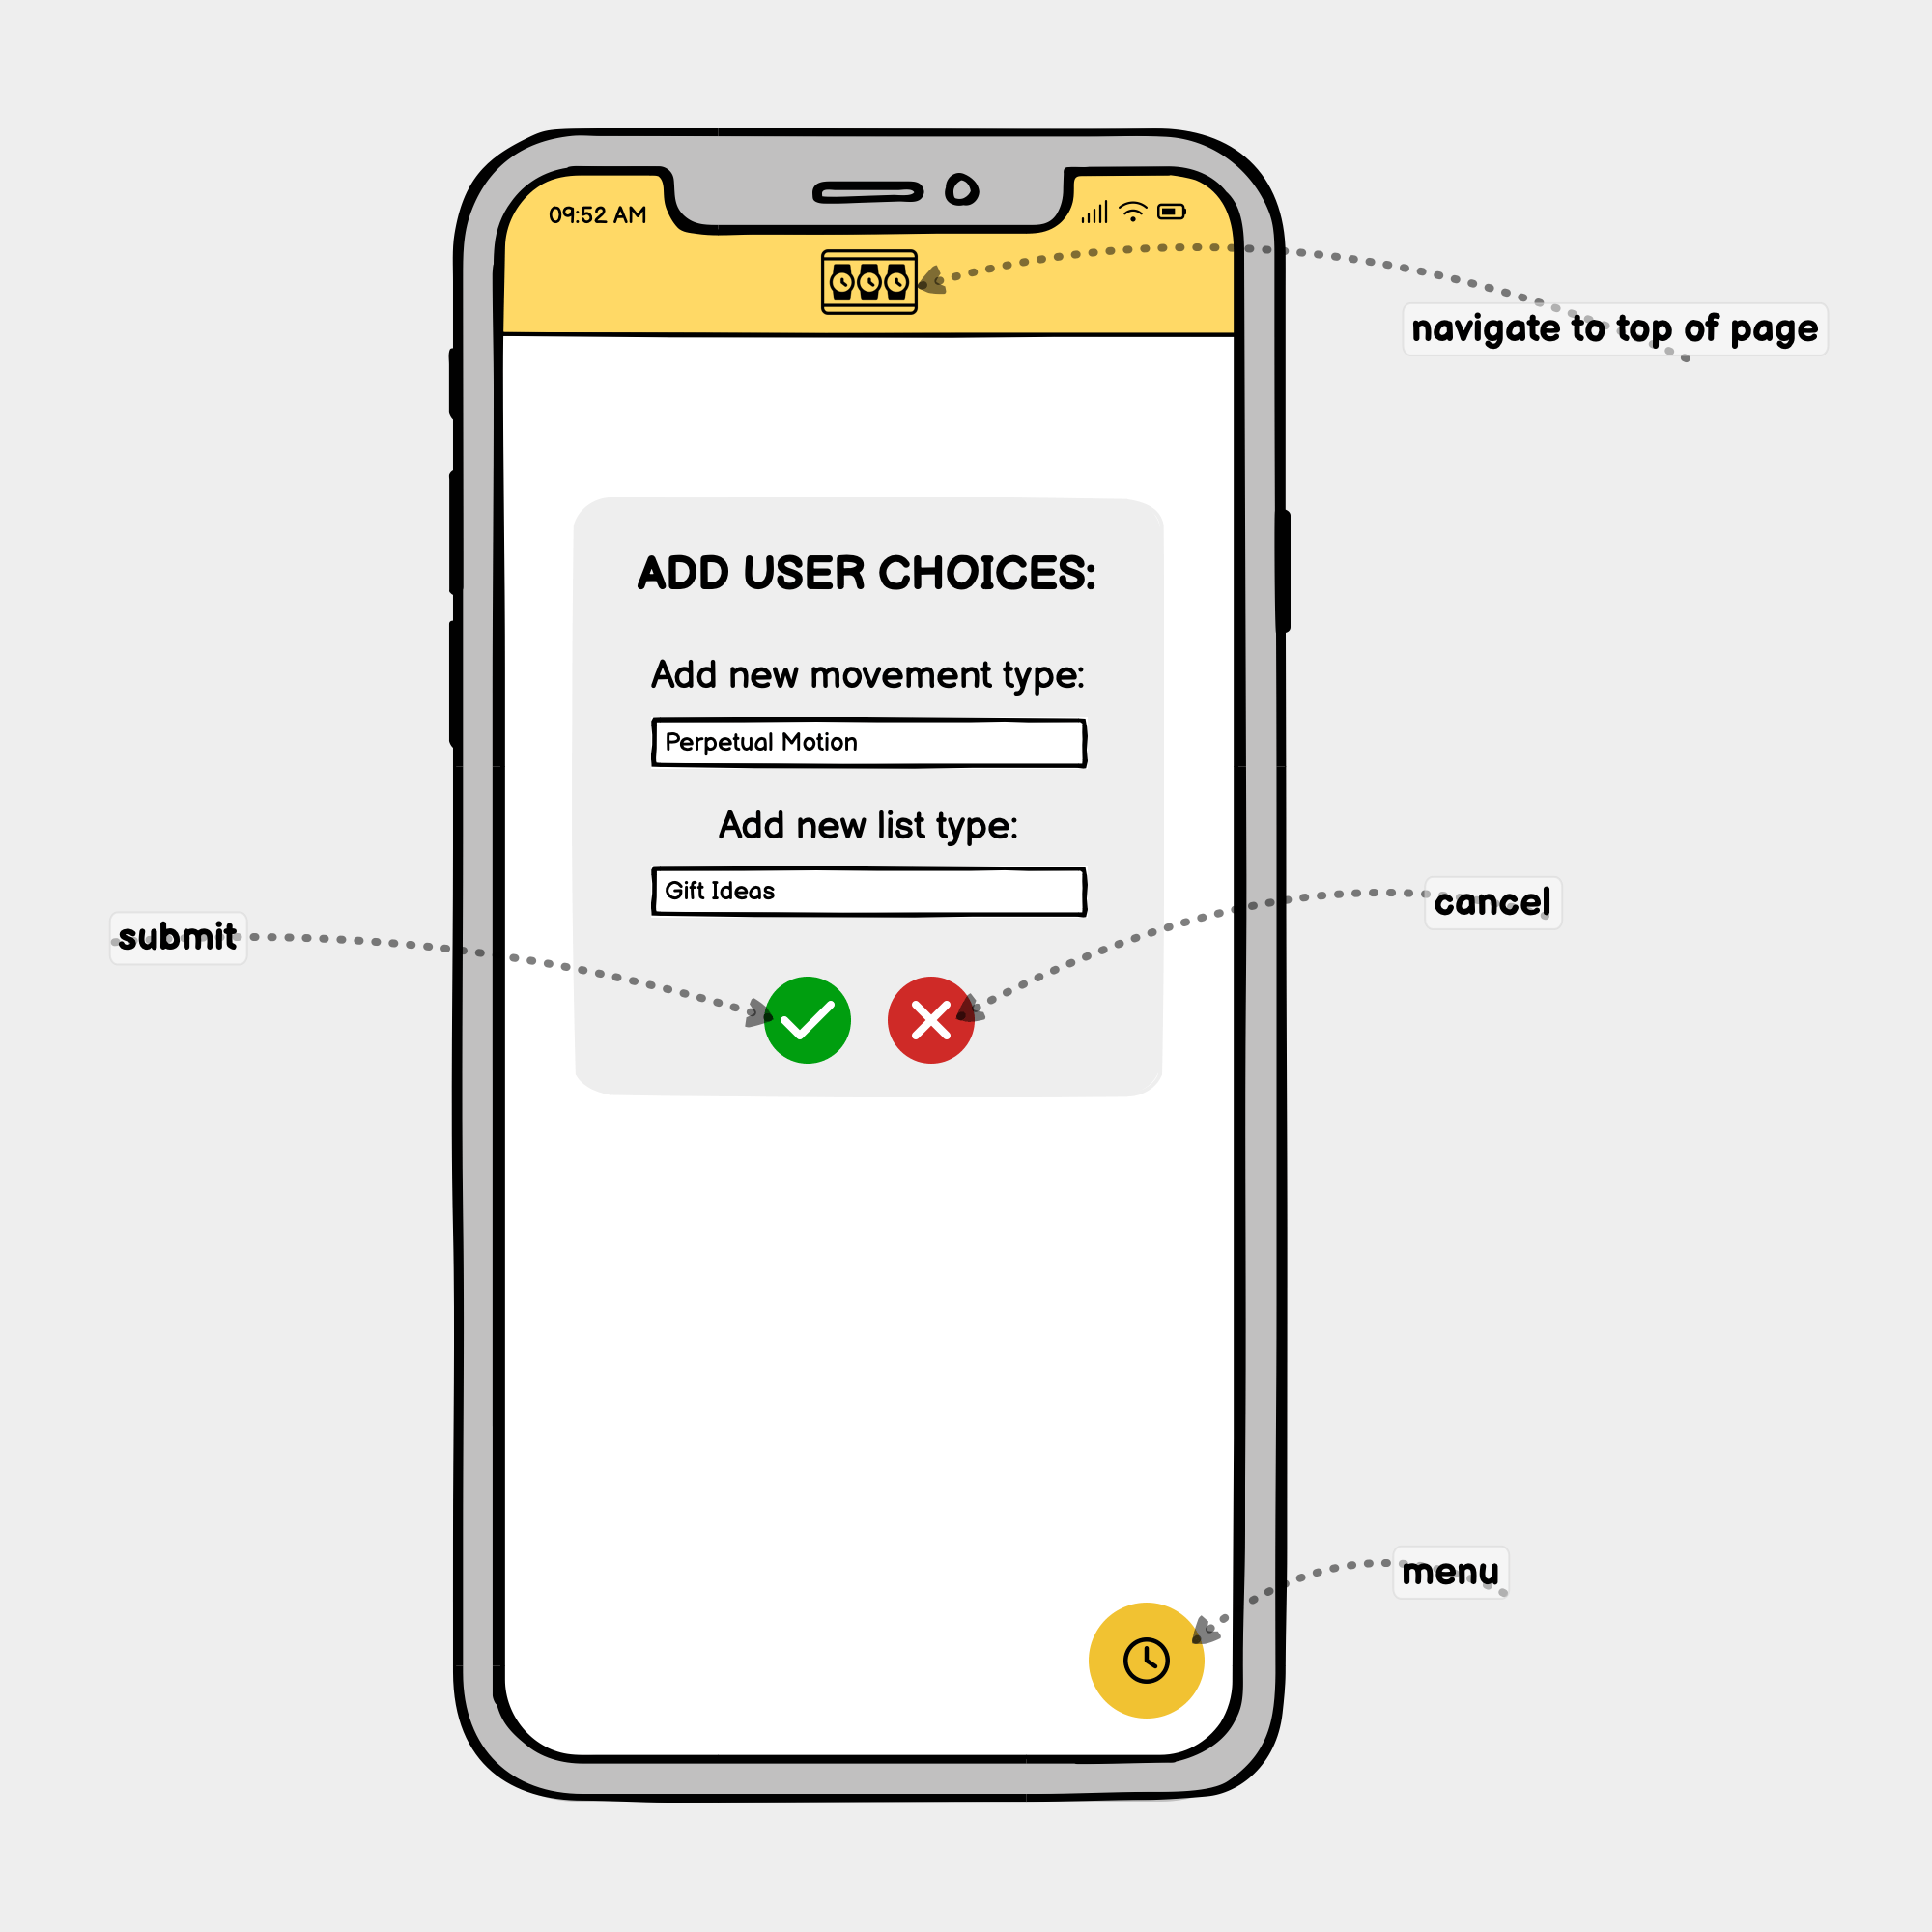 09:52 AM
navigate to top of page
ADD USER CHOICES:
Add new movement type:
Perpetual Motion
Add new list type:
Gift Ideas
submit
cancel
menu